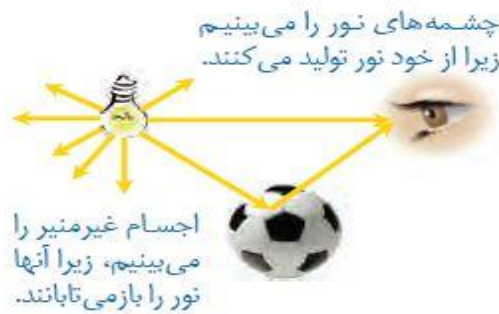 چشمه‌های نور را می‌بینیم
زیرا از خود نور تولید می‌کنند.
اجسام غیرمنیر را
می‌بینیم، زیرا آنها
نور را بازمی‌تابانند.